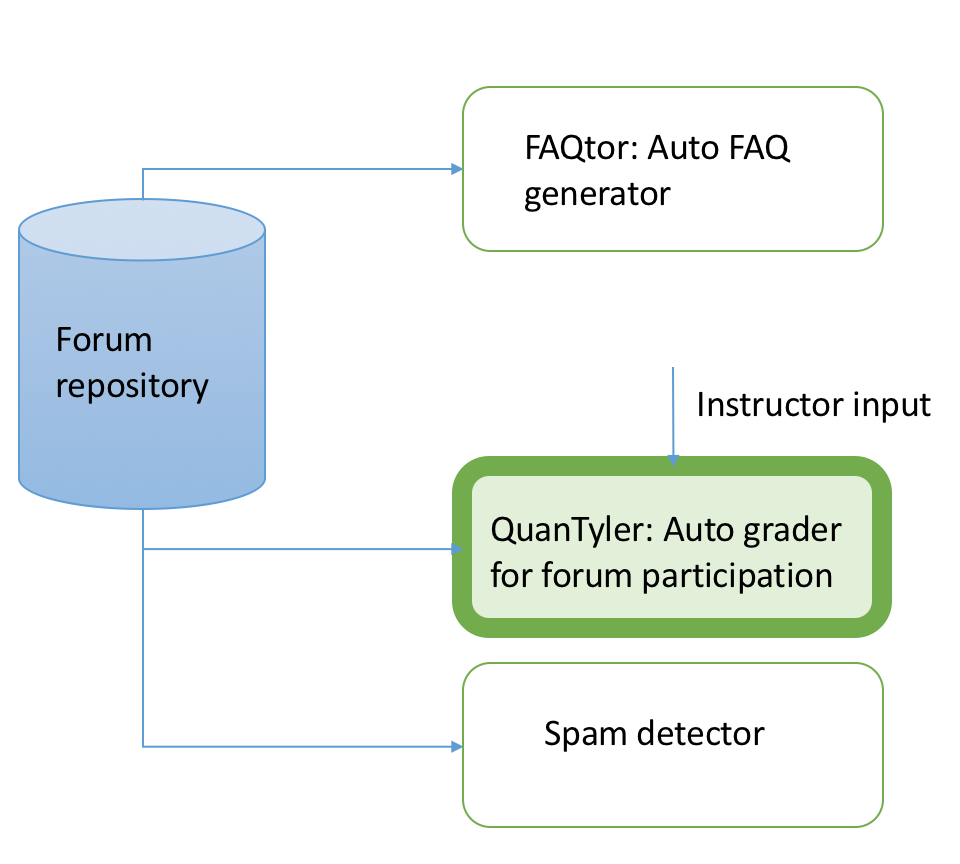 FAQtor: Auto FAQ
generator
Forum
repository
Instructor input
QuanTyler: Auto grader
for forum participation
Spam detector